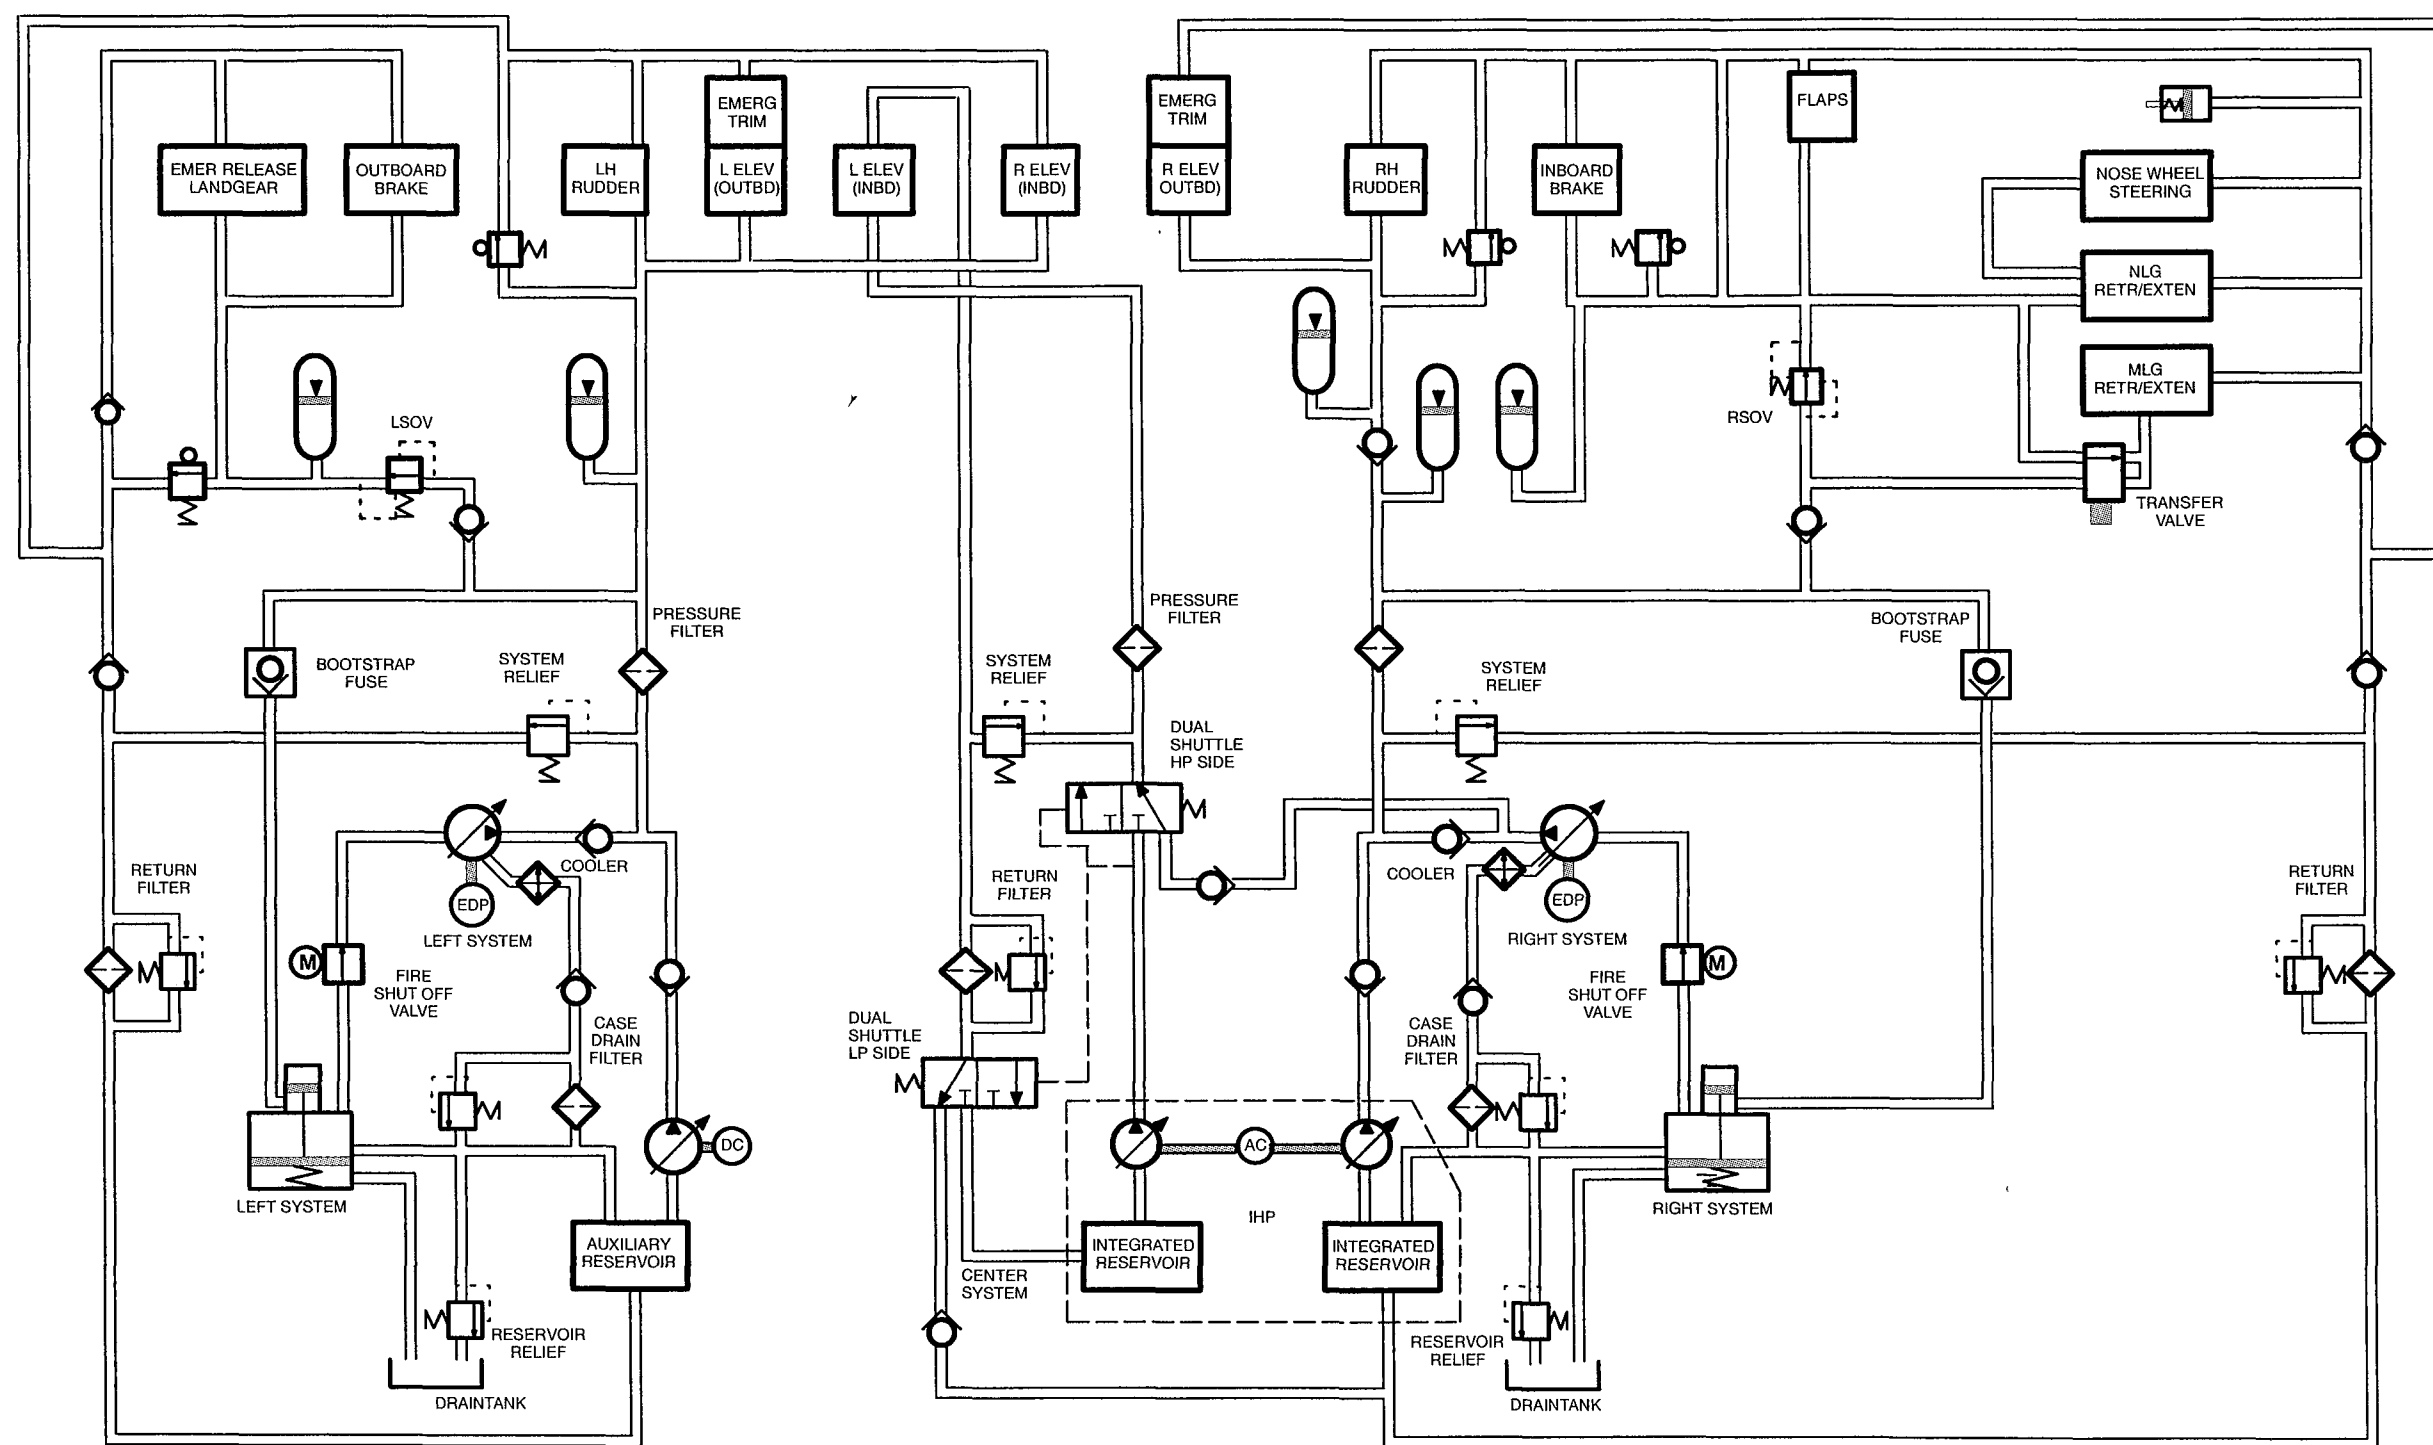 EMERG
TRIM
EMERG
TRIM
FLAPS
EMER RELEASE
LANDGEAR
OUTBOARD
BRAKE
LH
RUDDER
L ELEV
(OUTBD)
L ELEV
(INBD)
R ELEV
(INBD)
R ELEV
OUTBD)
RH
RUDDER
INBOARD
BRAKE
NOSE WHEEL
STEERING
NLG
RETR/EXTEN
MLG
RETR/EXTEN
LSOV
RSOV
TRANSFER
VALVE
PRESSURE
FILTER
PRESSURE
FILTER
BOOTSTRAP
FUSE
BOOTSTRAP
FUSE
SYSTEM
RELIEF
SYSTEM
RELIEF
SYSTEM
RELIEF
DUAL
SHUTTLE
HP SIDE
COOLER
COOLER
RETURN
FILTER
RETURN
FILTER
RETURN
FILTER
EDP
EDP
LEFT SYSTEM
RIGHT SYSTEM
M
M
FIRE
SHUT OFF
VALVE
FIRE
SHUT OFF
VALVE
CASE
DRAIN
FILTER
DUAL
SHUTTLE
LP SIDE
CASE
DRAIN
FILTER
DC
AC
LEFT SYSTEM
IHP
RIGHT SYSTEM
AUXILIARY
RESERVOIR
INTEGRATED
RESERVOIR
INTEGRATED
RESERVOIR
CENTER
SYSTEM
RESERVOIR
RELIEF
RESERVOIR
RELIEF
DRAINTANK
DRAINTANK